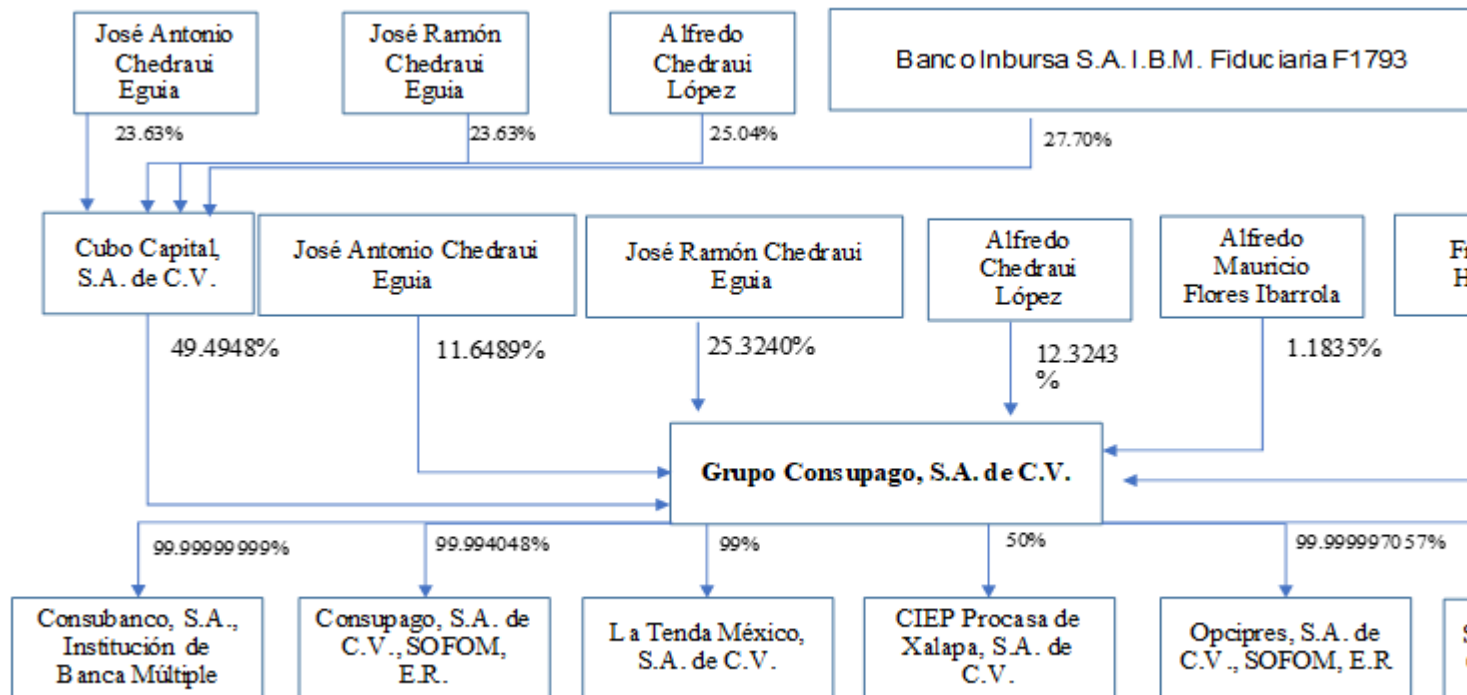 José Antonio
Chedraui
Eguia
José Ramón
Chedraui
Eguia
Alfredo
Chedraui
López
Banco Inbursa S.A. I.B.M. Fiduciaria F1793
23.63%
23.63%
25.04%
27.70%
Cubo Capital,
S.A. de C.V.
José Antonio Chedraui
Eguia
José Ramón Chedraui
Eguia
Alfredo
Chedraui
López
Alfredo
Mauricio
Flores Ibarrola
49.4948%
11.6489%
25.3240%
12.3243
%
1.1835%
Grupo Consupago, S.A. de C.V.
99.99999999%
99.994048%
99%
50%
99.999997057%
Consubanco, S.A.,
Institución de
Banca Múltiple
Consupago, S.A. de
C.V., SOFOM,
E.R.
La Tenda México,
S.A. de C.V.
CIEP Procasa de
Xalapa, S.A. de
C.V.
Opcipres, S.A. de
C.V., SOFOM, E.R